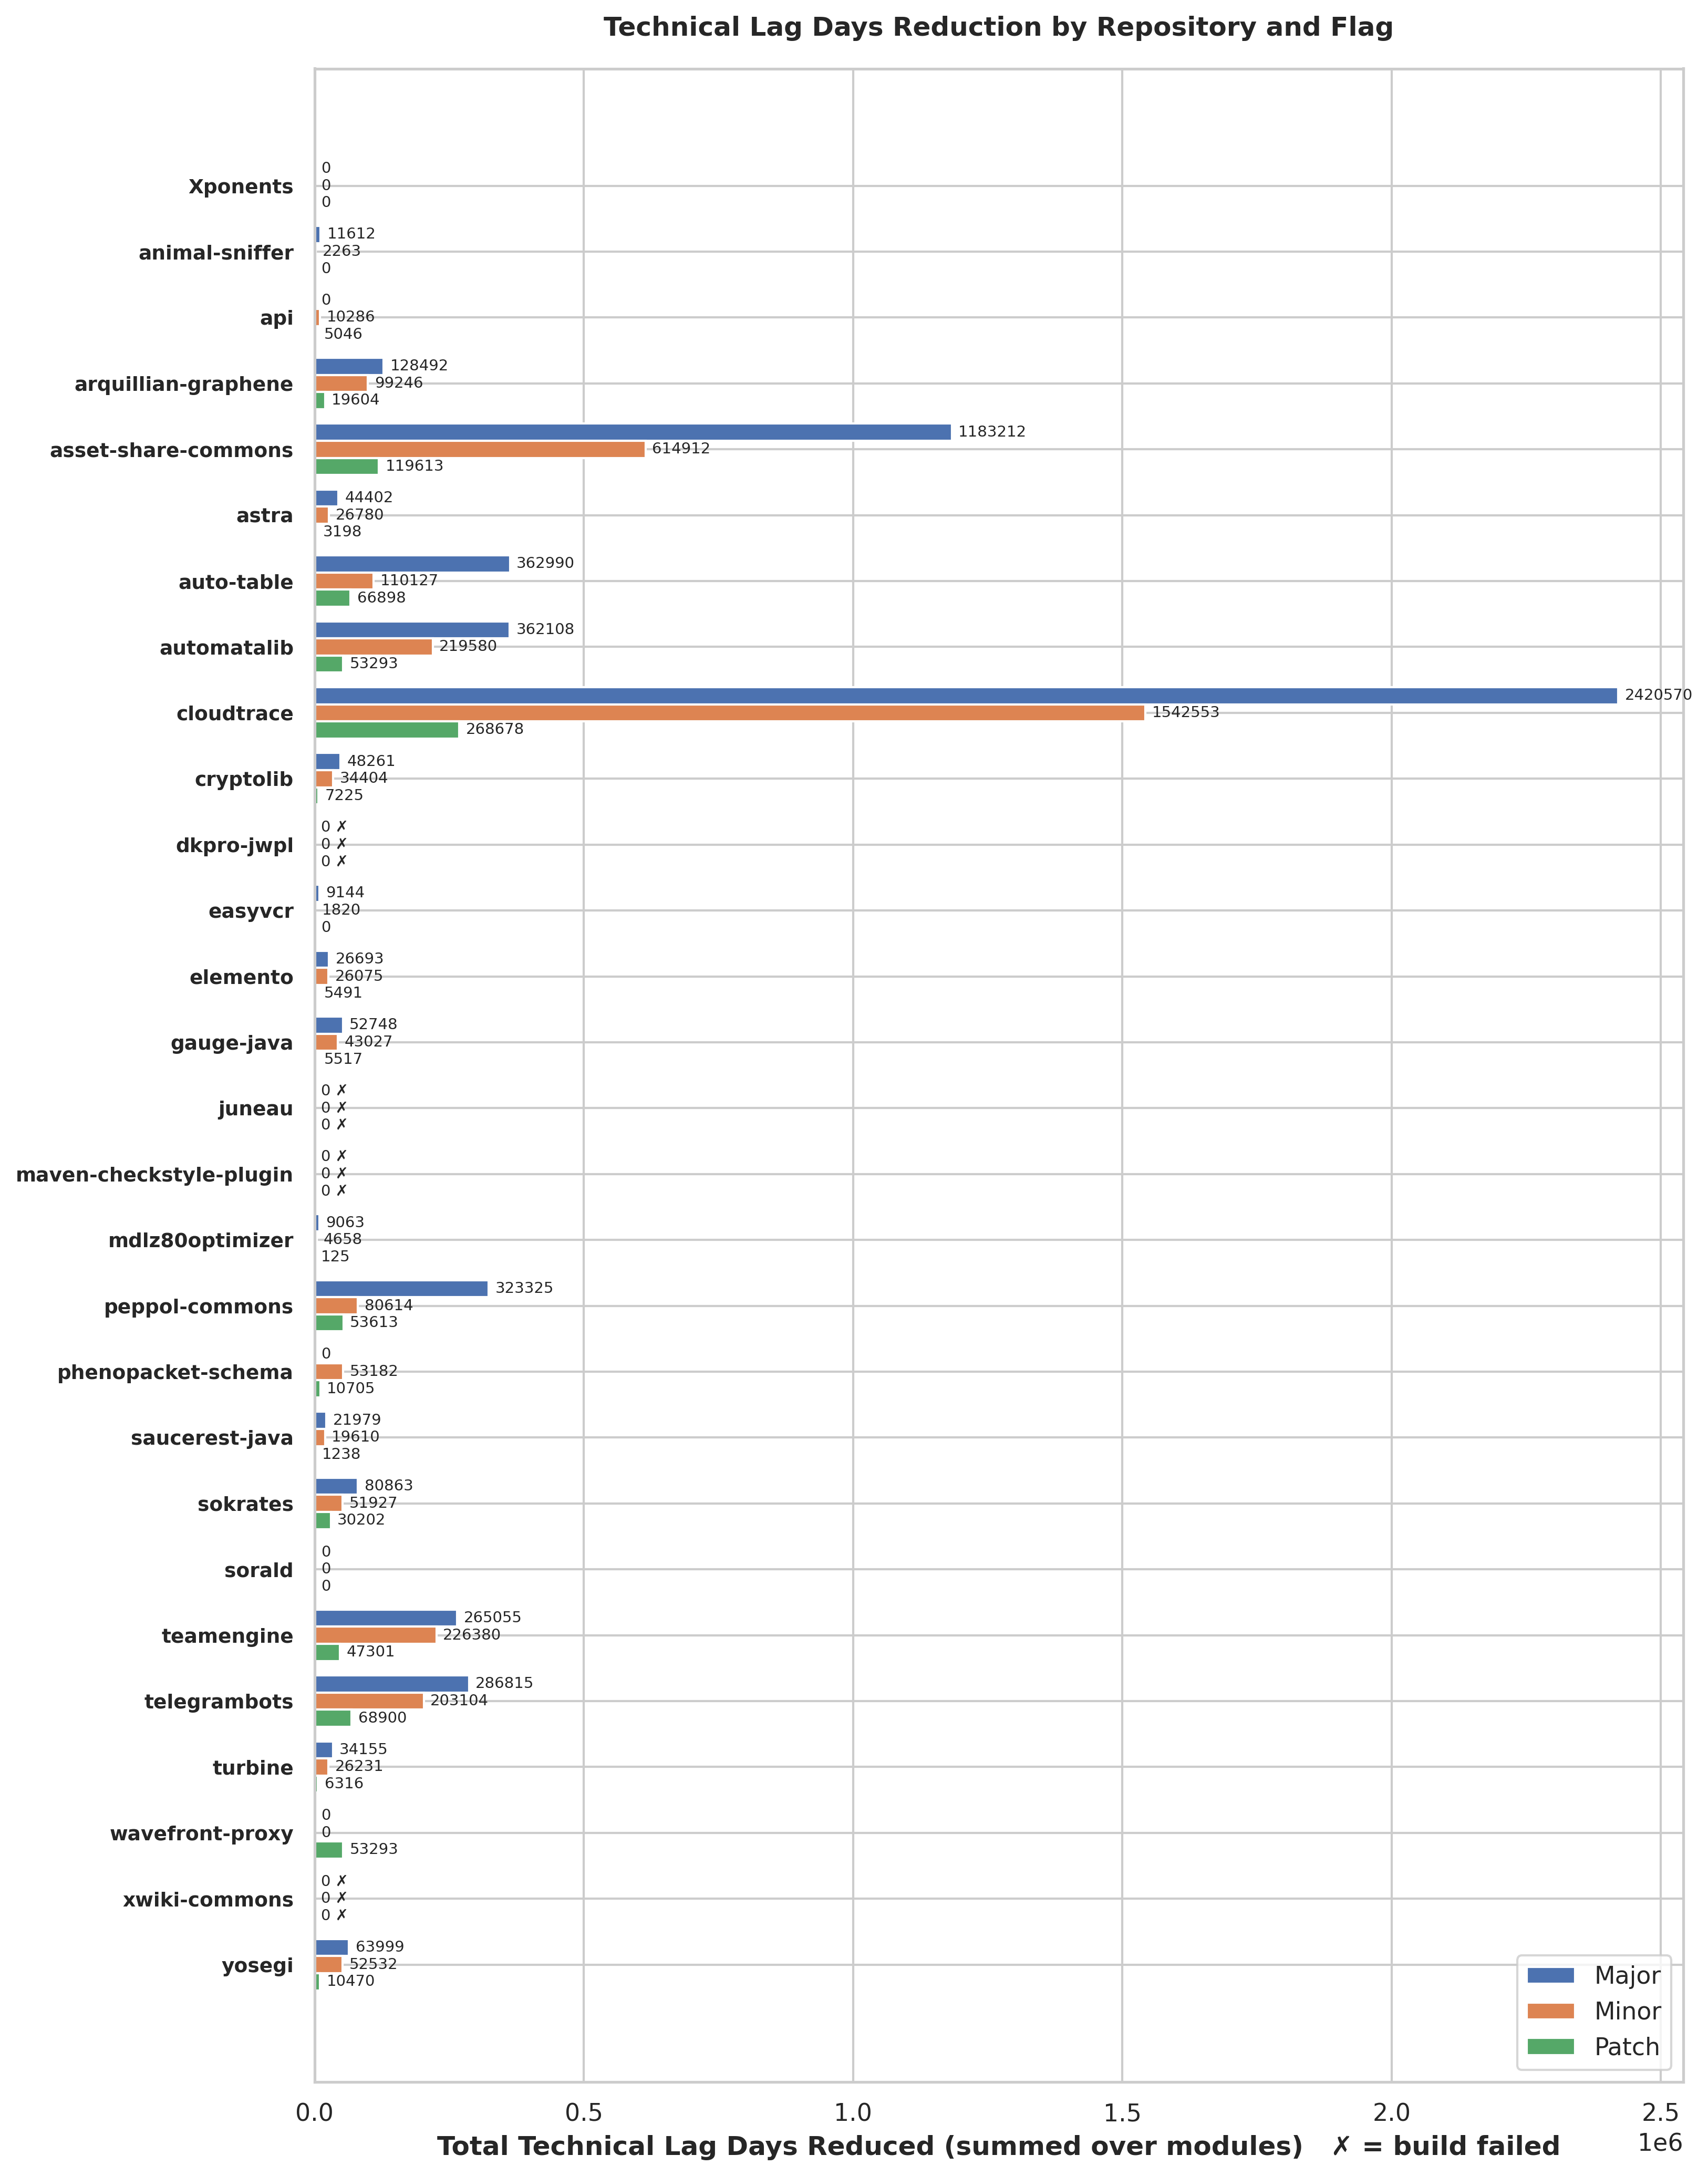 Technical Lag Days Reduction by Repository and Flag
0
Xponents 0
0
11612
animal-sniffer 2263
0
0
api 10286
5046
128492
arquillian-graphene 99246
19604
1183212
asset-share-commons 614912
119613
44402
astra 26780
3198
362990
auto-table 110127
66898
362108
automatalib 219580
53293
2420570
cloudtrace 1542553
268678
48261
cryptolib 34404
7225
0 ✗
dkpro-jwpl 0 ✗
0 ✗
9144
easyvcr 1820
0
26693
elemento 26075
5491
52748
gauge-java 43027
5517
0 ✗
juneau 0 ✗
0 ✗
0 ✗
maven-checkstyle-plugin 0 ✗
0 ✗
9063
mdlz80optimizer 4658
125
323325
peppol-commons 80614
53613
0
phenopacket-schema 53182
10705
21979
saucerest-java 19610
1238
80863
sokrates 51927
30202
0
sorald 0
0
265055
teamengine 226380
47301
286815
telegrambots 203104
68900
34155
turbine 26231
6316
0
wavefront-proxy 0
53293
0 ✗
xwiki-commons 0 ✗
0 ✗
63999
yosegi 52532
10470
Major
Minor
Patch
0.0 0.5 1.0 1.5 2.0 2.5
1e6
Total Technical Lag Days Reduced (summed over modules) ✗ = build failed